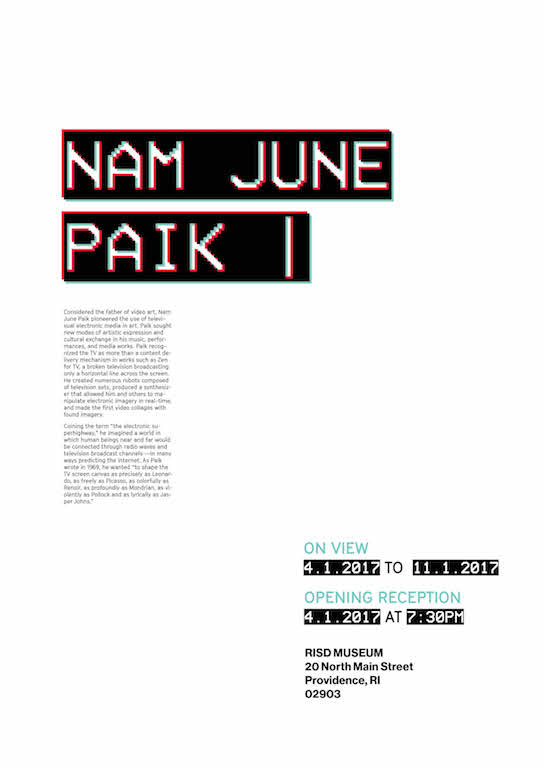 NAM JUNE
PAIK |
Considered the father of video art, Nam
June Paik pioneered the use of televi-
sual electronic media in art. Paik sought
new modes of artistic expression and
cultural exchange in his music, perfor-
mances, and media works. Paik recog-
nized the TV as more than a content de-
livery mechanism in works such as Zen
for TV, a broken television broadcasting
only a horizontal line across the screen.
He created numerous robots composed
of television sets, produced a synthesiz-
er that allowed him and others to ma-
nipulate electronic imagery in real-time,
and made the first video collages with
found imagery.
Coining the term "the electronic su-
perhighway," he imagined a world in
which human beings near and far would
be connected through radio waves and
television broadcast channels —in many
ways predicting the internet. As Paik
wrote in 1969, he wanted "to shape the
TV screen canvas as precisely as Leonar-
do, as freely as Picasso, as colorfully as
Renoir, as profoundly as Mondrian, as vi-
olently as Pollock and as lyrically as Jas-
per Johns."
ON VIEW
4.1.2017 TO 11.1.2017
OPENING RECEPTION
4.1.2017 AT 7:30PM
RISD MUSEUM
20 North Main Street
Providence, RI
02903